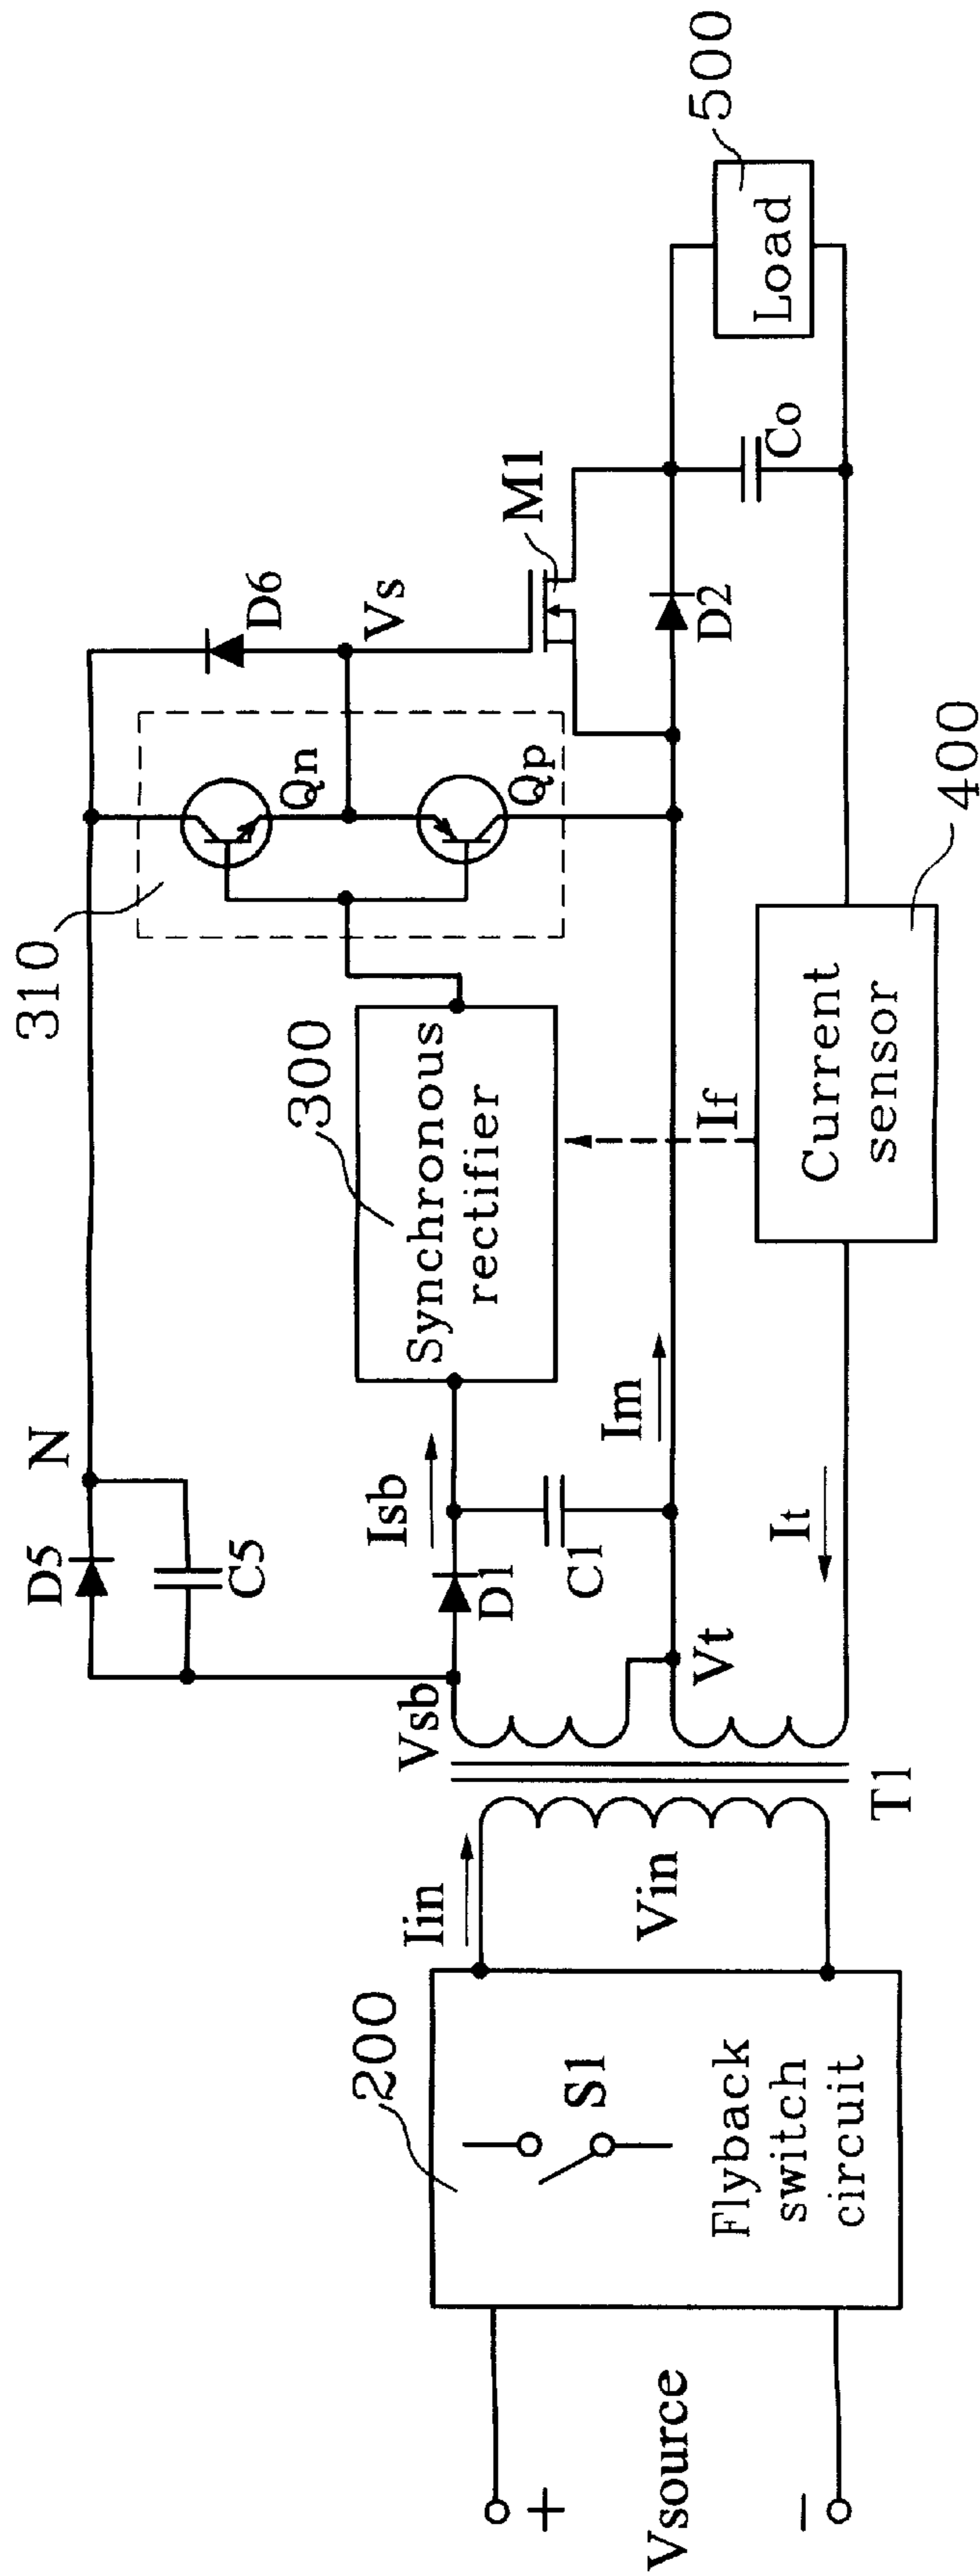 Vsource
+
−
200
S1
Flyback
switch
circuit
Iin
Vin
T1
Vsb
Vt
D5
C5
N
D1
Isb
C1
Im
It
300
Synchronous
rectifier
If
Current
sensor
400
310
Qn
Qp
D6
Vs
M1
D2
Co
Load
500